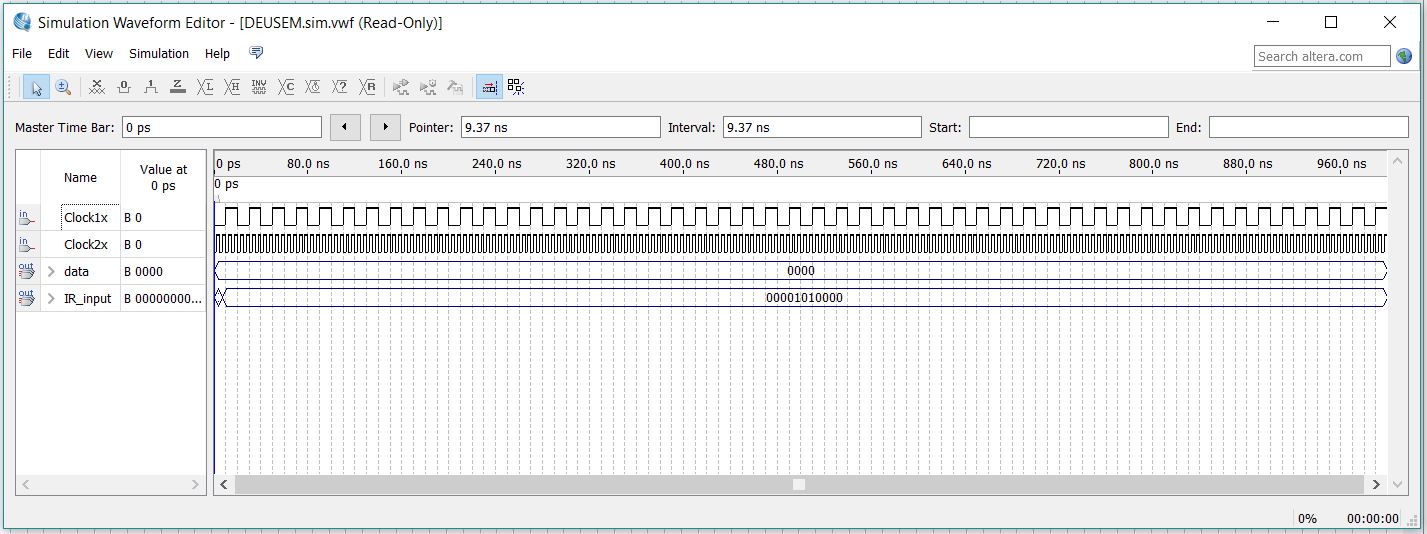 Simulation Waveform Editor - [DEUSEM.sim.vwf (Read-Only)]
File Edit View Simulation Help
Search altera.com
Master Time Bar: 0 ps Pointer: 9.37 ns Interval: 9.37 ns Start: End:
Name Value at 0 ps
0 ps 80.0 ns 160.0 ns 240.0 ns 320.0 ns 400.0 ns 480.0 ns 560.0 ns 640.0 ns 720.0 ns 800.0 ns 880.0 ns 960.0 ns
0 ps
in Clock1x B 0
in Clock2x B 0
out data B 0000 0000
out IR_input B 00000000... 00001010000
0% 00:00:00